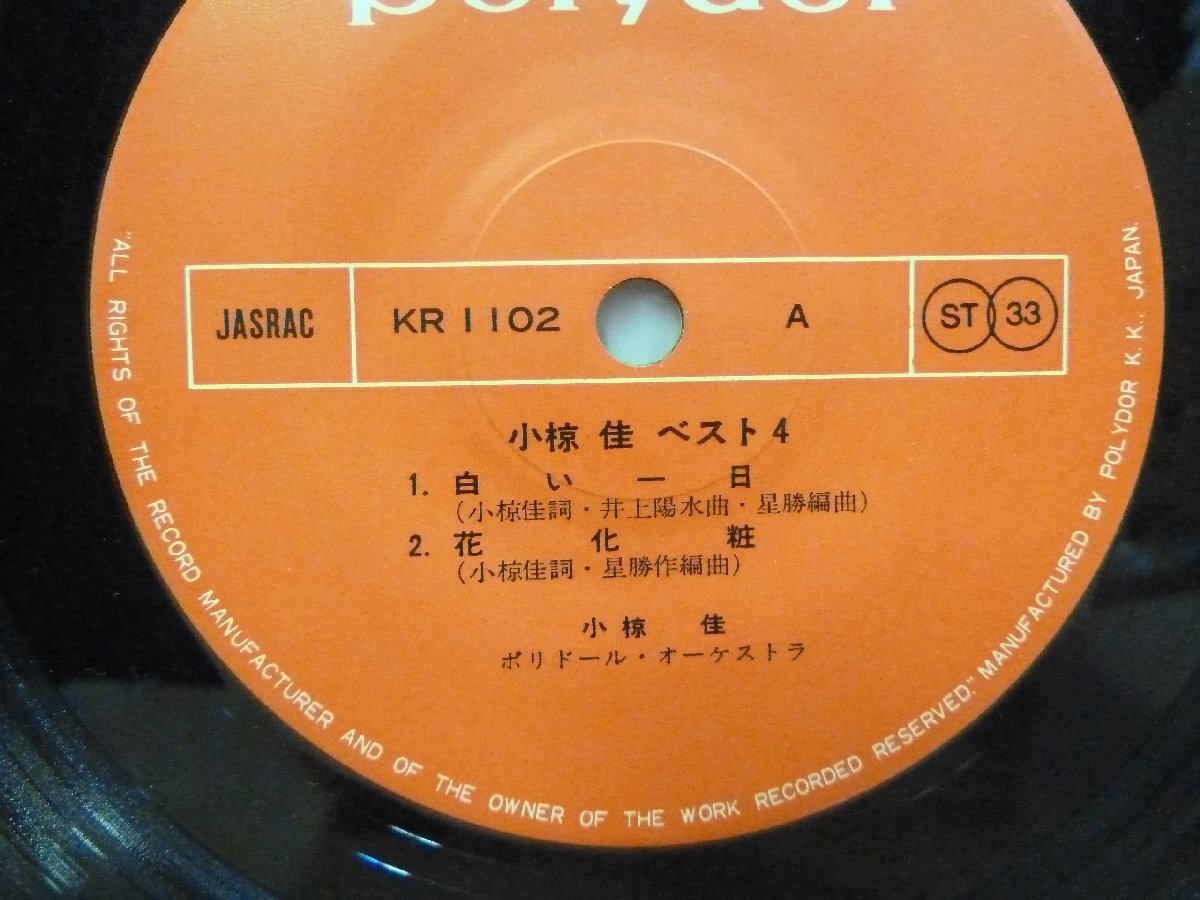 polydor
JASRAC KR 1102 A ST 33
小椋 佳 ベスト4
1. 白い一日
(小椋佳詞・井上陽水曲・星勝編曲)
2. 花化粧
(小椋佳詞・星勝作編曲)
小椋 佳
ポリドール・オーケストラ
"ALL RIGHTS OF THE RECORD MANUFACTURER AND OF THE OWNER OF THE WORK RECORDED RESERVED." MANUFACTURED BY POLYDOR K.K., JAPAN.